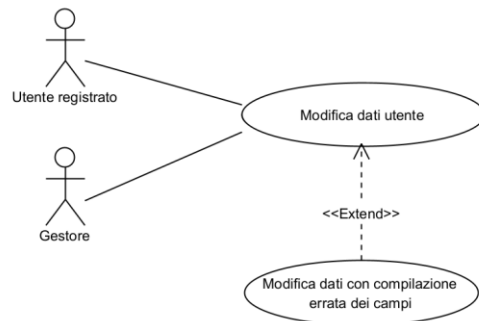 Utente registrato
Modifica dati utente
Gestore
<<Extend>>
Modifica dati con compilazione
errata dei campi